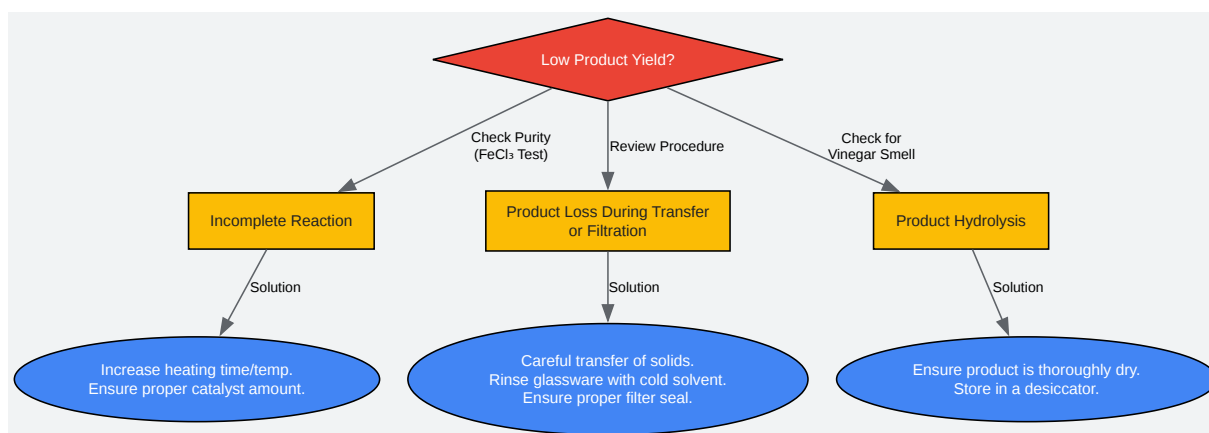 Low Product Yield?
Check Purity
(FeCl₃ Test)
Review Procedure
Check for
Vinegar Smell
Incomplete Reaction
Product Loss During Transfer
or Filtration
Product Hydrolysis
Solution
Solution
Solution
Increase heating time/temp.
Ensure proper catalyst amount.
Careful transfer of solids.
Rinse glassware with cold solvent.
Ensure proper filter seal.
Ensure product is thoroughly dry.
Store in a desiccator.